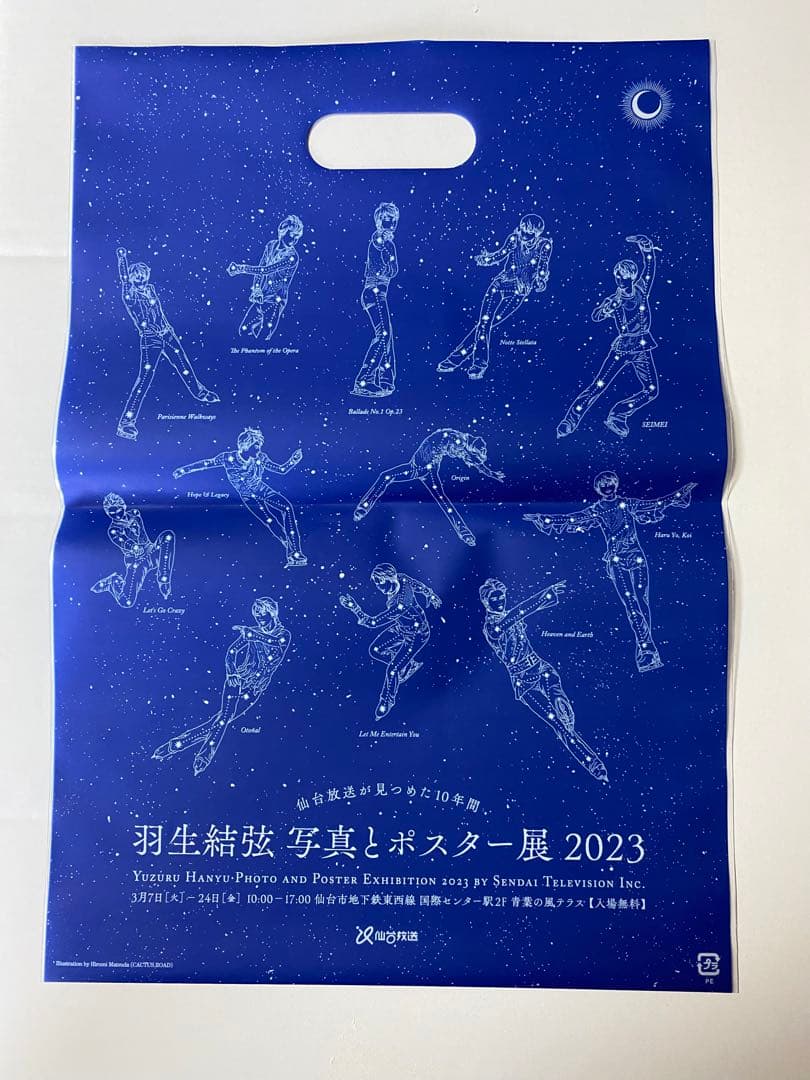 The Phantom of the Opera
Notte Stellata
Parisienne Walkways
Ballade No.1 Op.23
SEIMEI
Hope & Legacy
Origin
Haru Yo, Koi
Let's Go Crazy
Heaven and Earth
Otoñal
Let Me Entertain You
仙台放送が見つめた10年間
羽生結弦 写真とポスター展 2023
Yuzuru Hanyu Photo and Poster Exhibition 2023 by Sendai Television Inc.
3月7日[火]－24日[金] 10:00－17:00 仙台市地下鉄東西線 国際センター駅2F 青葉の風テラス【入場無料】
仙台放送
Illustration by Hiromi Matsuda (CACTUS.ROAD)
プラ
PE